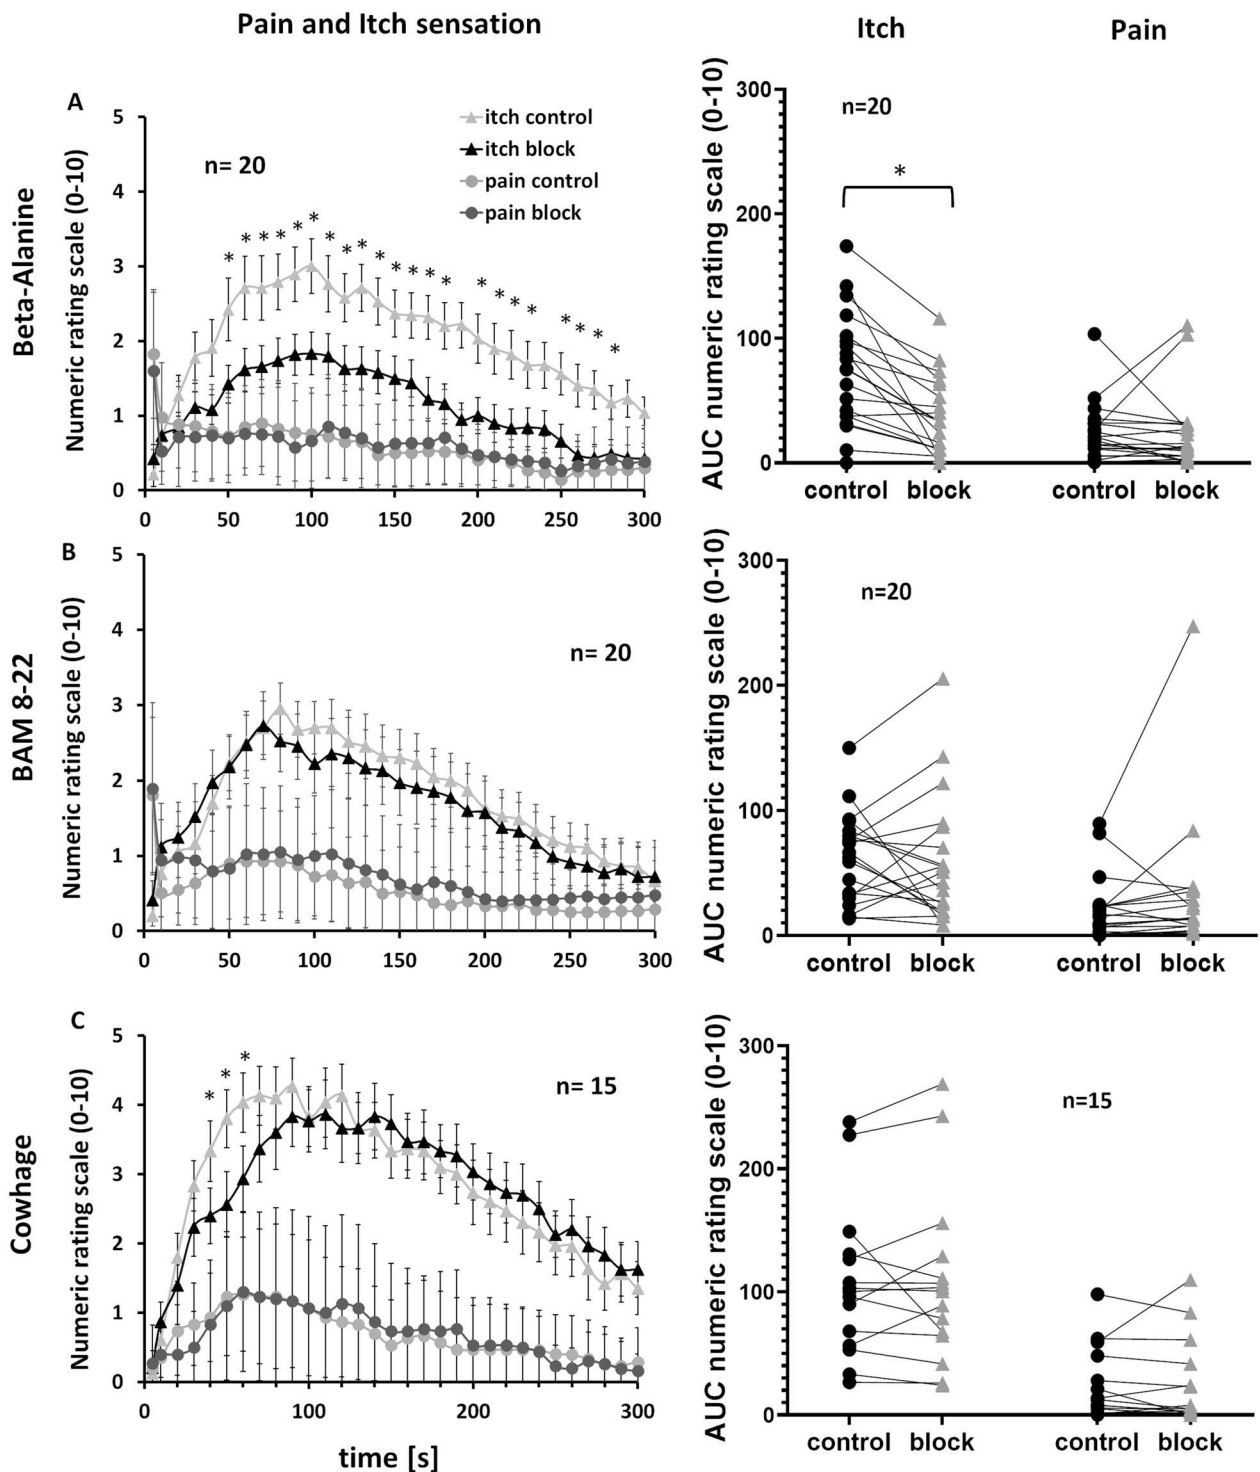 Pain and Itch sensation
Itch
Pain
A
Beta-Alanine
Numeric rating scale (0-10)
5
4
3
2
1
0
0 50 100 150 200 250 300
n= 20
itch control
itch block
pain control
pain block
* * * * * * * * * * * * * * * * * * * * * *
AUC numeric rating scale (0-10)
300
200
100
0
n=20
*
control block control block
B
BAM 8-22
Numeric rating scale (0-10)
5
4
3
2
1
0
0 50 100 150 200 250 300
n= 20
AUC numeric rating scale (0-10)
300
200
100
0
n=20
control block control block
C
Cowhage
Numeric rating scale (0-10)
5
4
3
2
1
0
0 100 200 300
n= 15
* * *
time [s]
AUC numeric rating scale (0-10)
300
200
100
0
n=15
control block control block